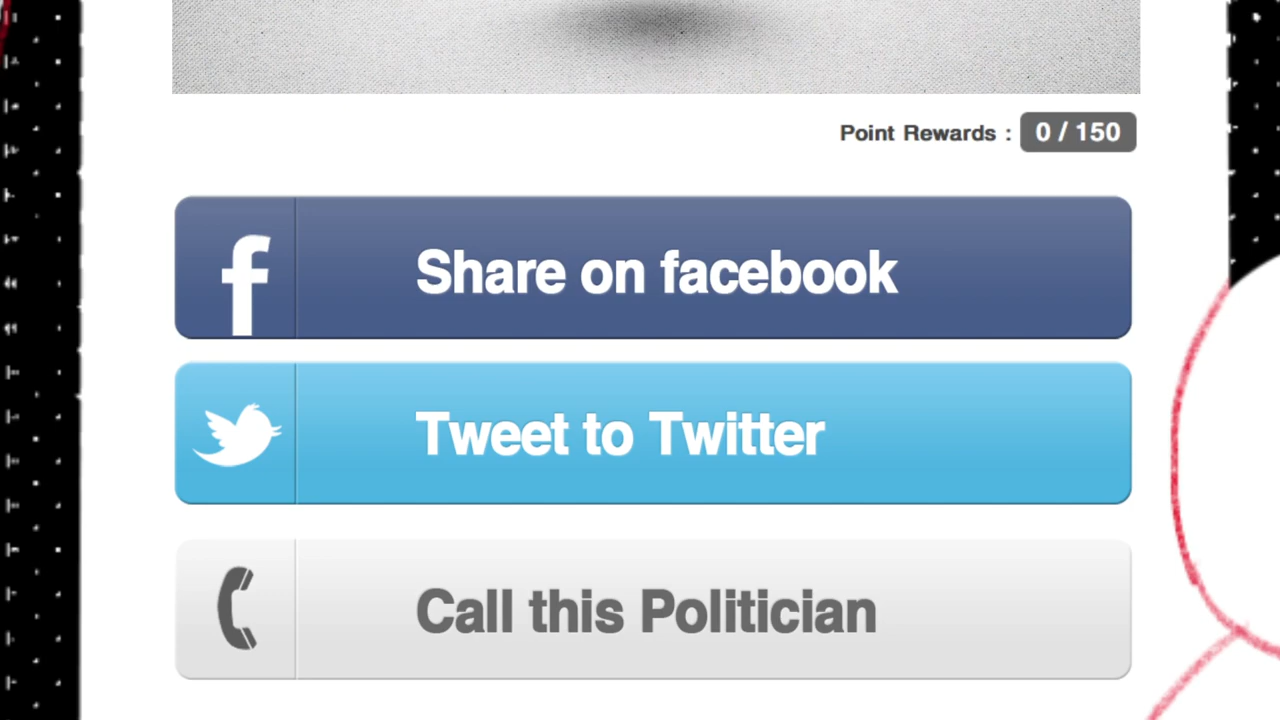 Point Rewards : 0 / 150
Share on facebook
Tweet to Twitter
Call this Politician